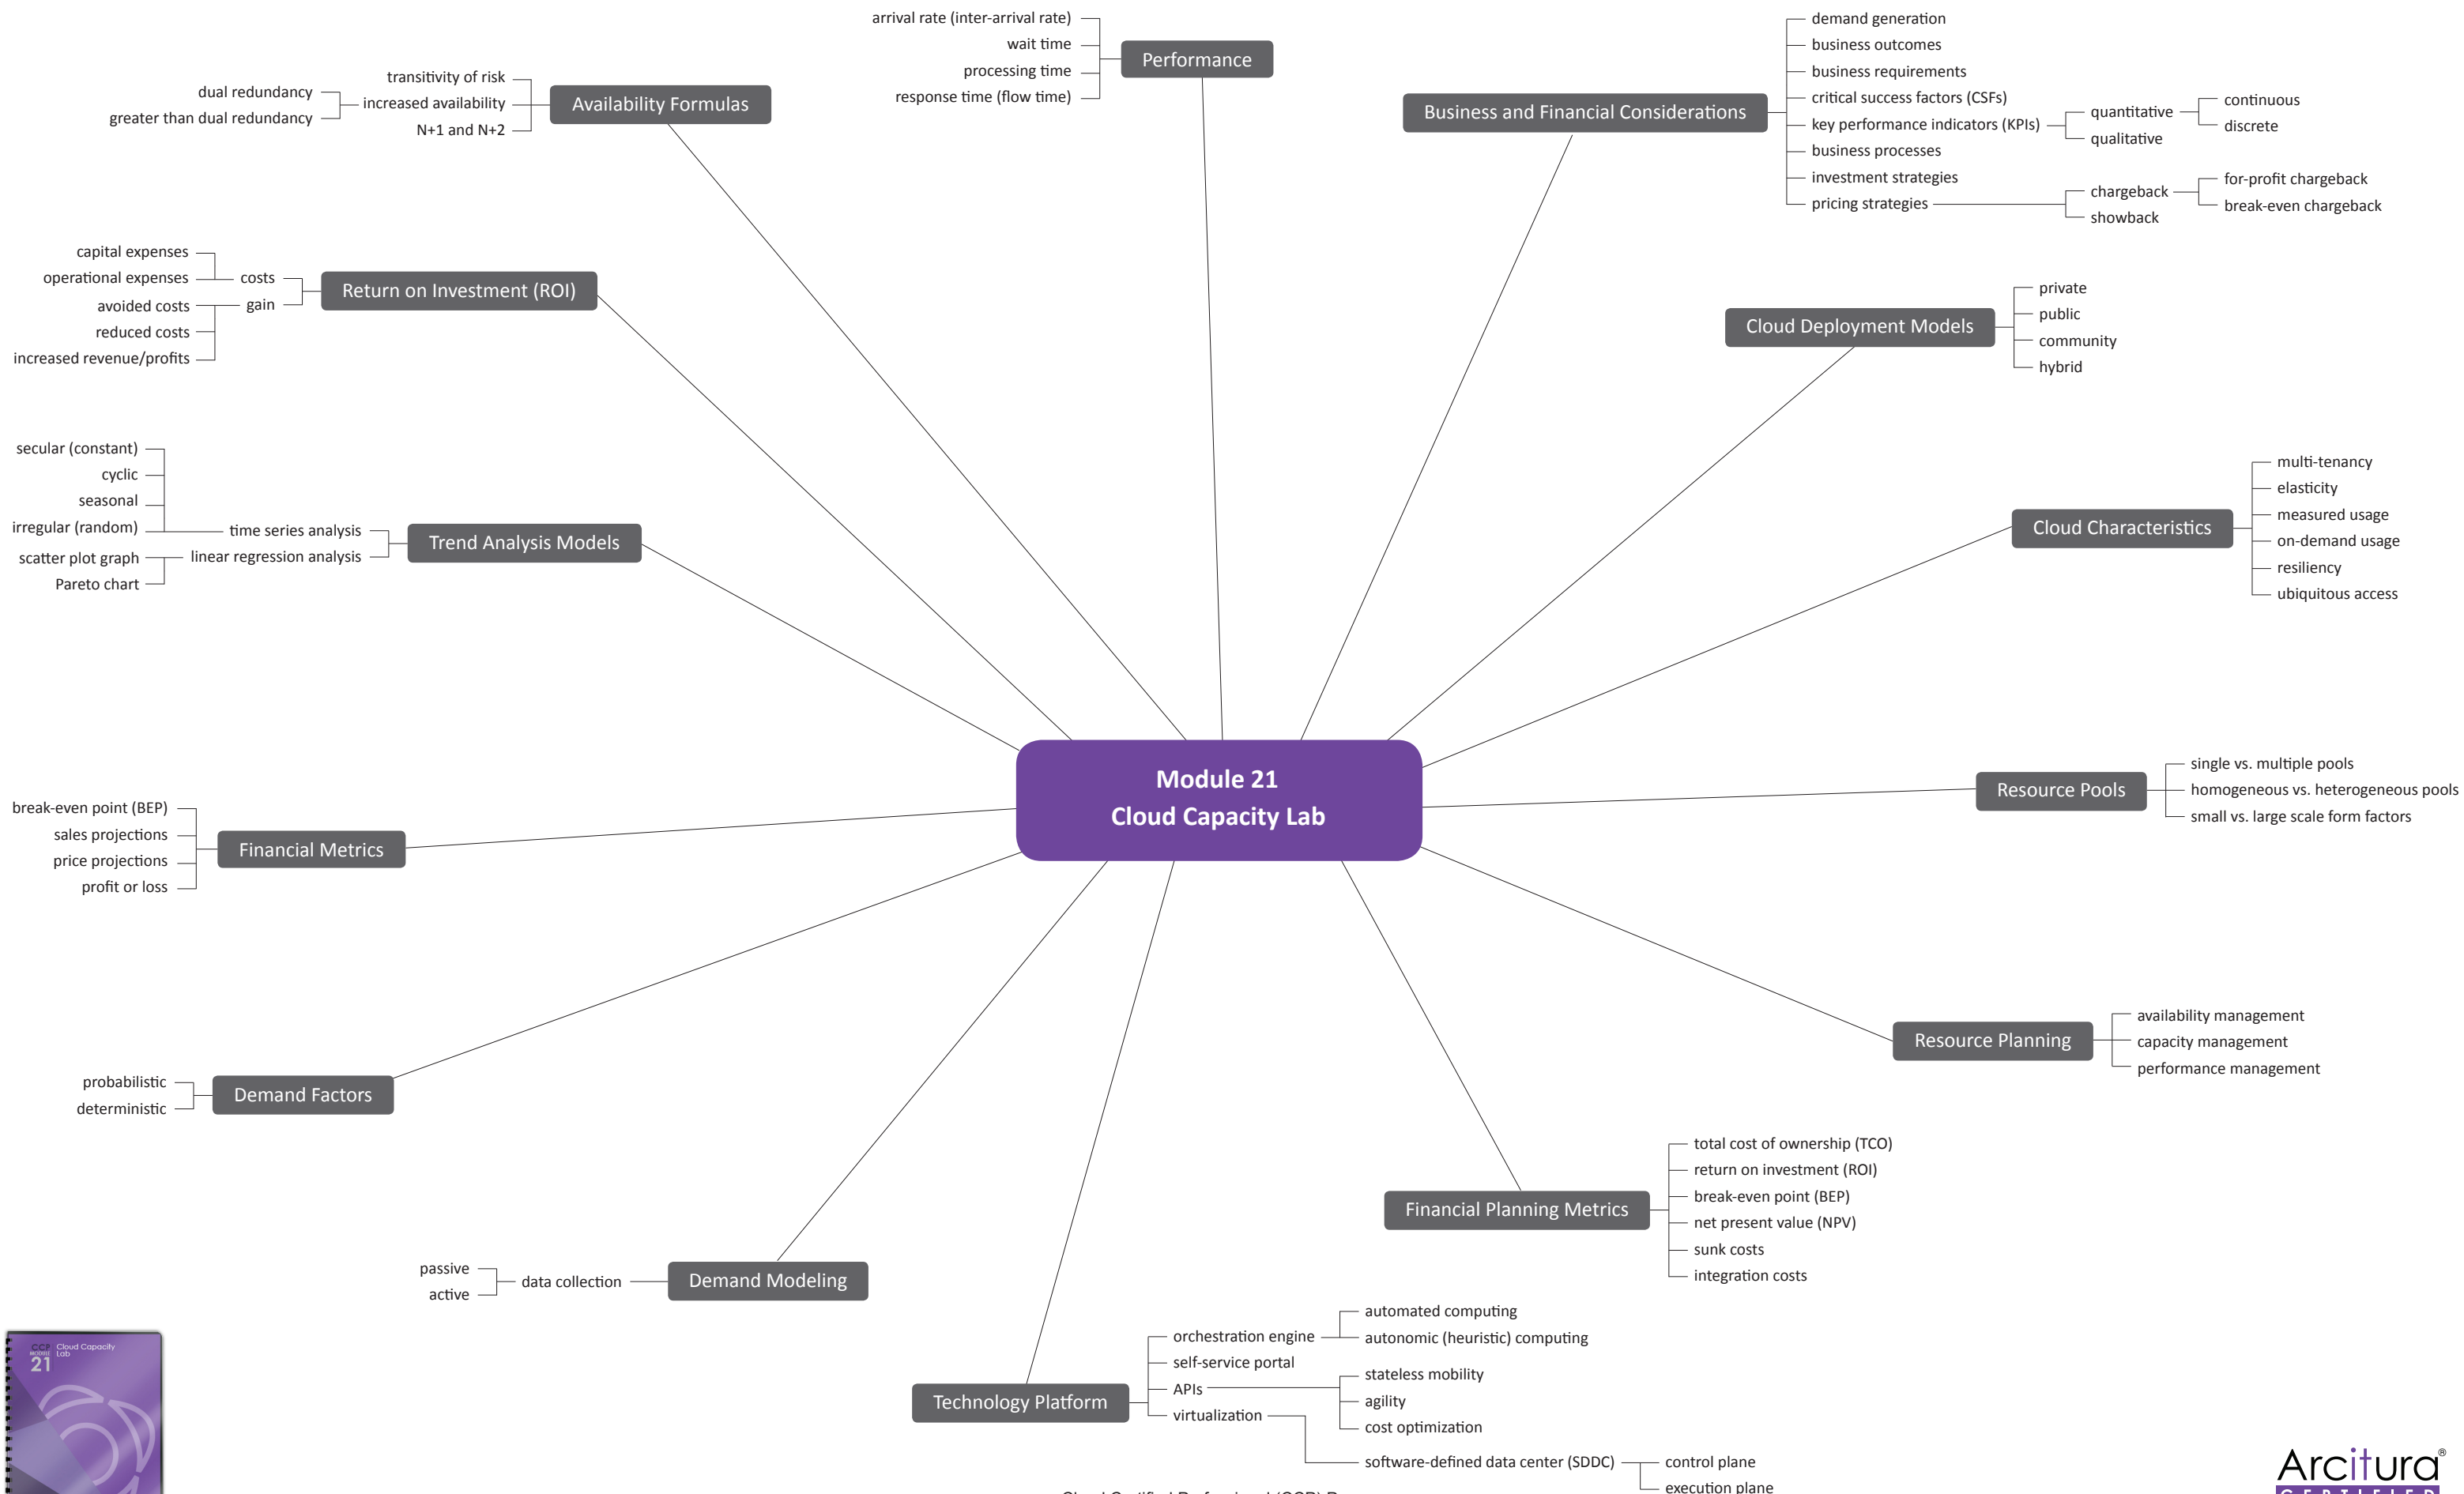 arrival rate (inter-arrival rate)
wait time
processing time
response time (flow time)
Performance
transitivity of risk
increased availability
N+1 and N+2
dual redundancy
greater than dual redundancy
Availability Formulas
demand generation
business outcomes
business requirements
critical success factors (CSFs)
key performance indicators (KPIs)
business processes
investment strategies
pricing strategies
Business and Financial Considerations
quantitative
qualitative
continuous
discrete
chargeback
showback
for-profit chargeback
break-even chargeback
capital expenses
operational expenses
avoided costs
reduced costs
increased revenue/profits
costs
gain
Return on Investment (ROI)
Cloud Deployment Models
private
public
community
hybrid
secular (constant)
cyclic
seasonal
irregular (random)
scatter plot graph
Pareto chart
time series analysis
linear regression analysis
Trend Analysis Models
Cloud Characteristics
multi-tenancy
elasticity
measured usage
on-demand usage
resiliency
ubiquitous access
Module 21
Cloud Capacity Lab
Resource Pools
single vs. multiple pools
homogeneous vs. heterogeneous pools
small vs. large scale form factors
break-even point (BEP)
sales projections
price projections
profit or loss
Financial Metrics
Resource Planning
availability management
capacity management
performance management
probabilistic
deterministic
Demand Factors
Financial Planning Metrics
total cost of ownership (TCO)
return on investment (ROI)
break-even point (BEP)
net present value (NPV)
sunk costs
integration costs
passive
active
data collection
Demand Modeling
Technology Platform
orchestration engine
self-service portal
APIs
virtualization
automated computing
autonomic (heuristic) computing
stateless mobility
agility
cost optimization
software-defined data center (SDDC)
control plane
execution plane
CCP
MODULE
21
Cloud Capacity
Lab
Arcitura®
CERTIFIED